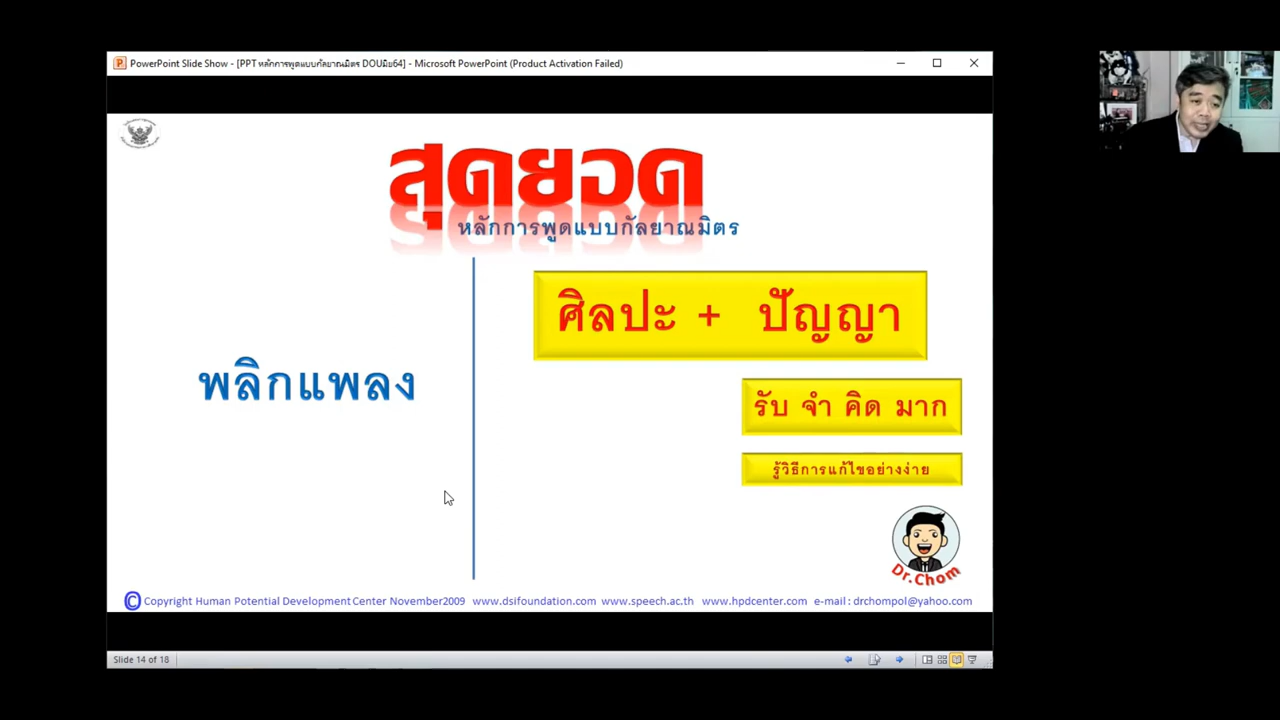 PowerPoint Slide Show - [PPT หลักการพูดแบบกัลยาณมิตร DOUมิย64] - Microsoft PowerPoint (Product Activation Failed)
สุดยอด
หลักการพูดแบบกัลยาณมิตร
ศิลปะ + ปัญญา
พลิกแพลง
รับ จำ คิด มาก
รู้วิธีการแก้ไขอย่างง่าย
Dr.Chom
© Copyright Human Potential Development Center November2009 www.dsifoundation.com www.speech.ac.th www.hpdcenter.com e-mail : drchompol@yahoo.com
Slide 14 of 18